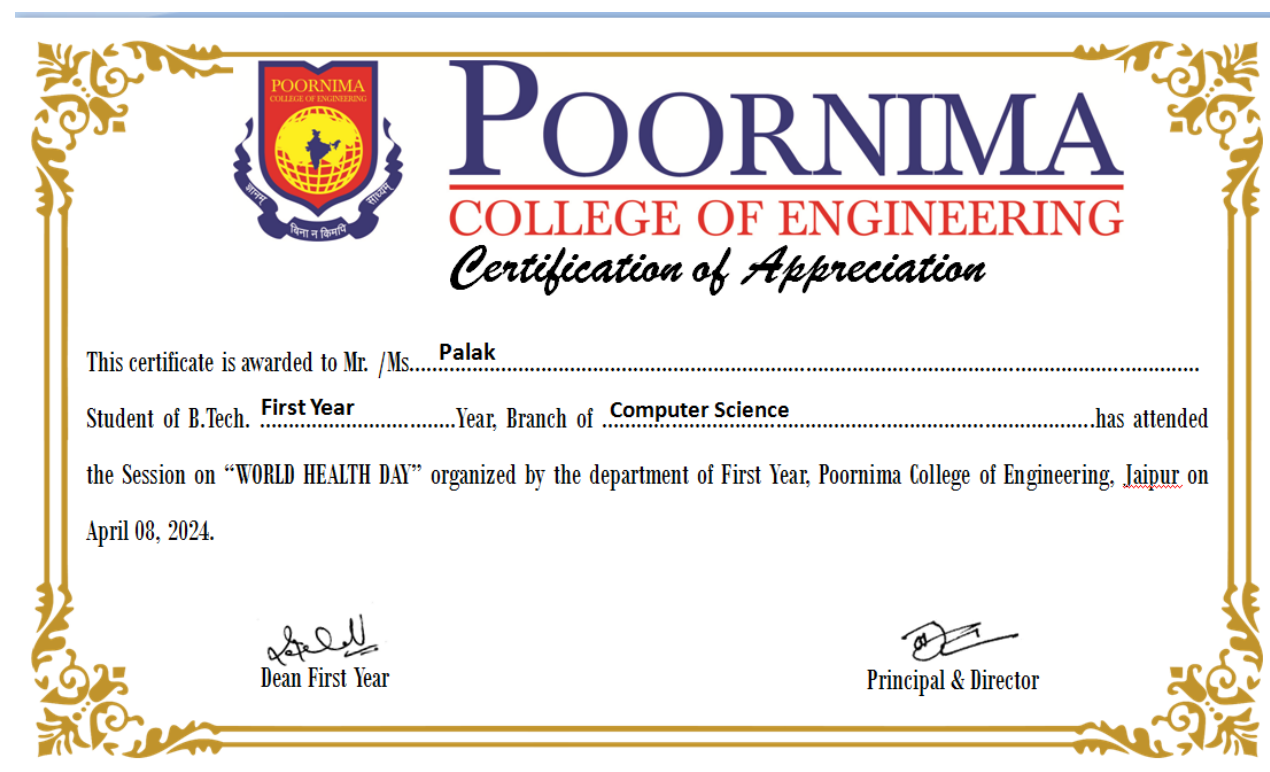 POORNIMA
COLLEGE OF ENGINEERING
ज्ञानम् विना न किमपि साध्यम्
POORNIMA
COLLEGE OF ENGINEERING
Certification of Appreciation
This certificate is awarded to Mr. /Ms....Palak....
Student of B.Tech. First Year....Year, Branch of ...Computer Science....has attended
the Session on “WORLD HEALTH DAY” organized by the department of First Year, Poornima College of Engineering, Jaipur on
April 08, 2024.
Dean First Year
Principal & Director